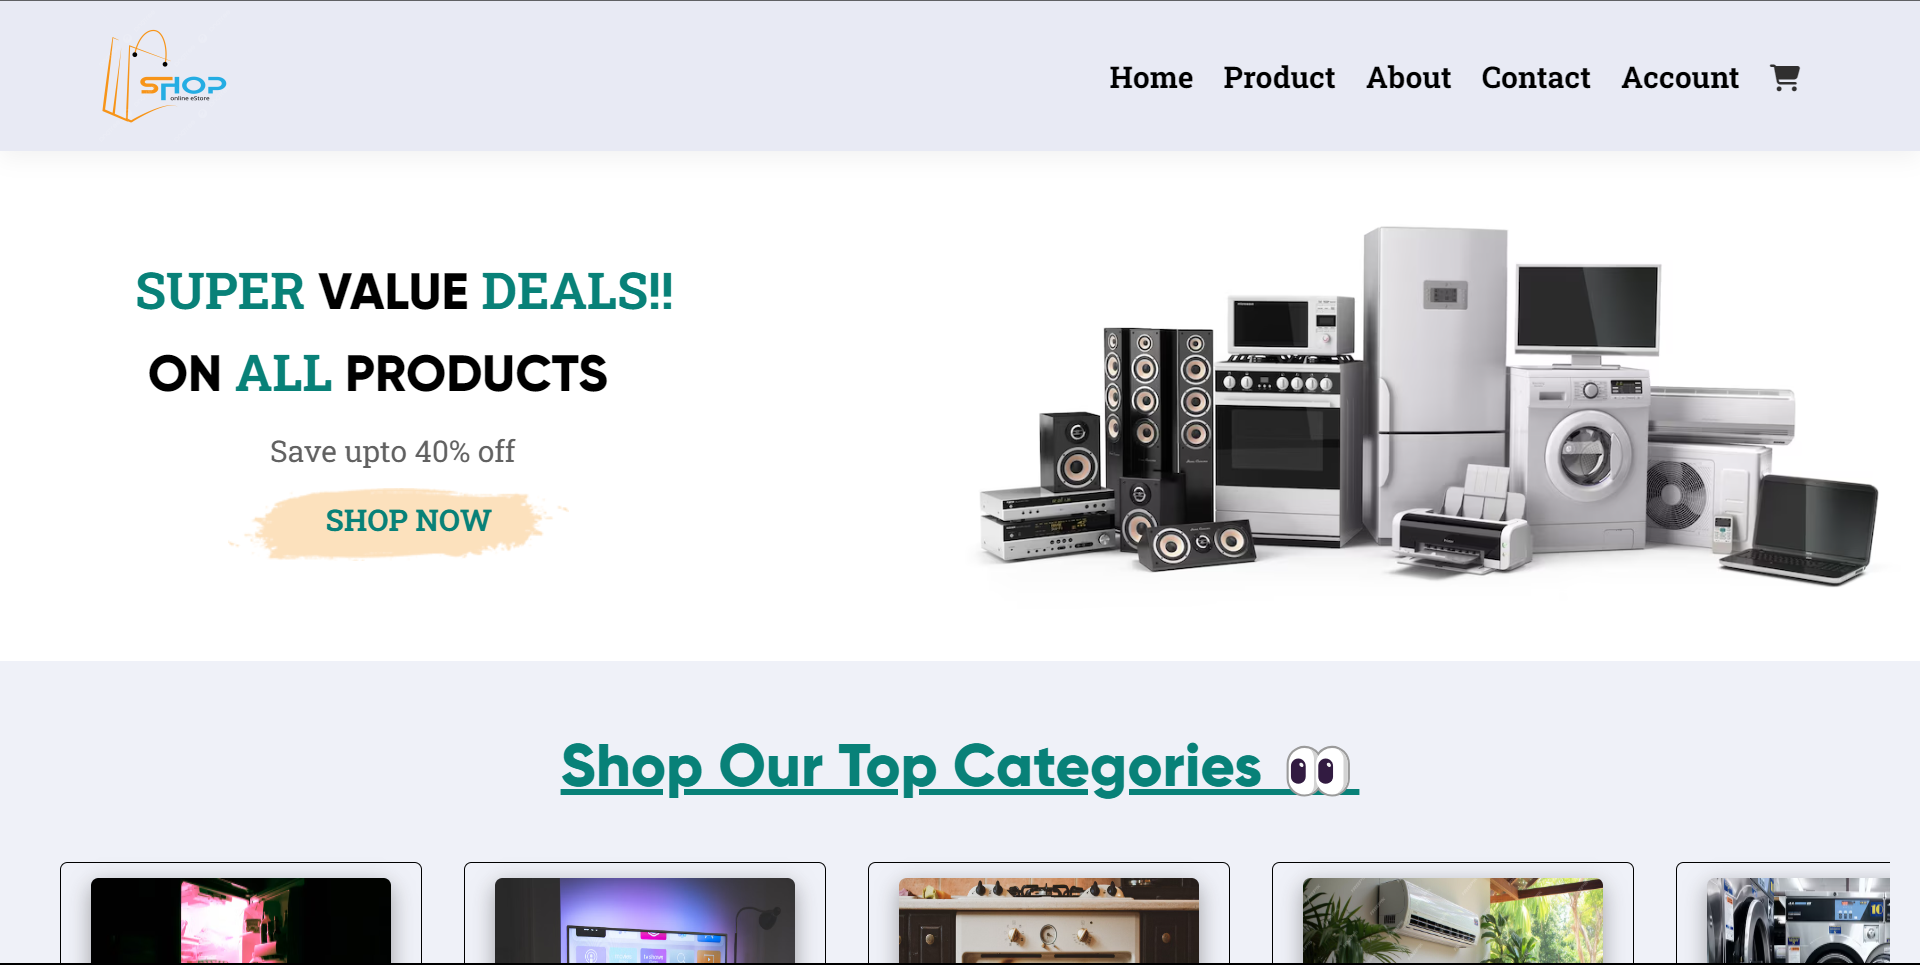 SHOP
online eStore
Home Product About Contact Account
SUPER VALUE DEALS!!
ON ALL PRODUCTS
Save upto 40% off
SHOP NOW
Shop Our Top Categories 👀